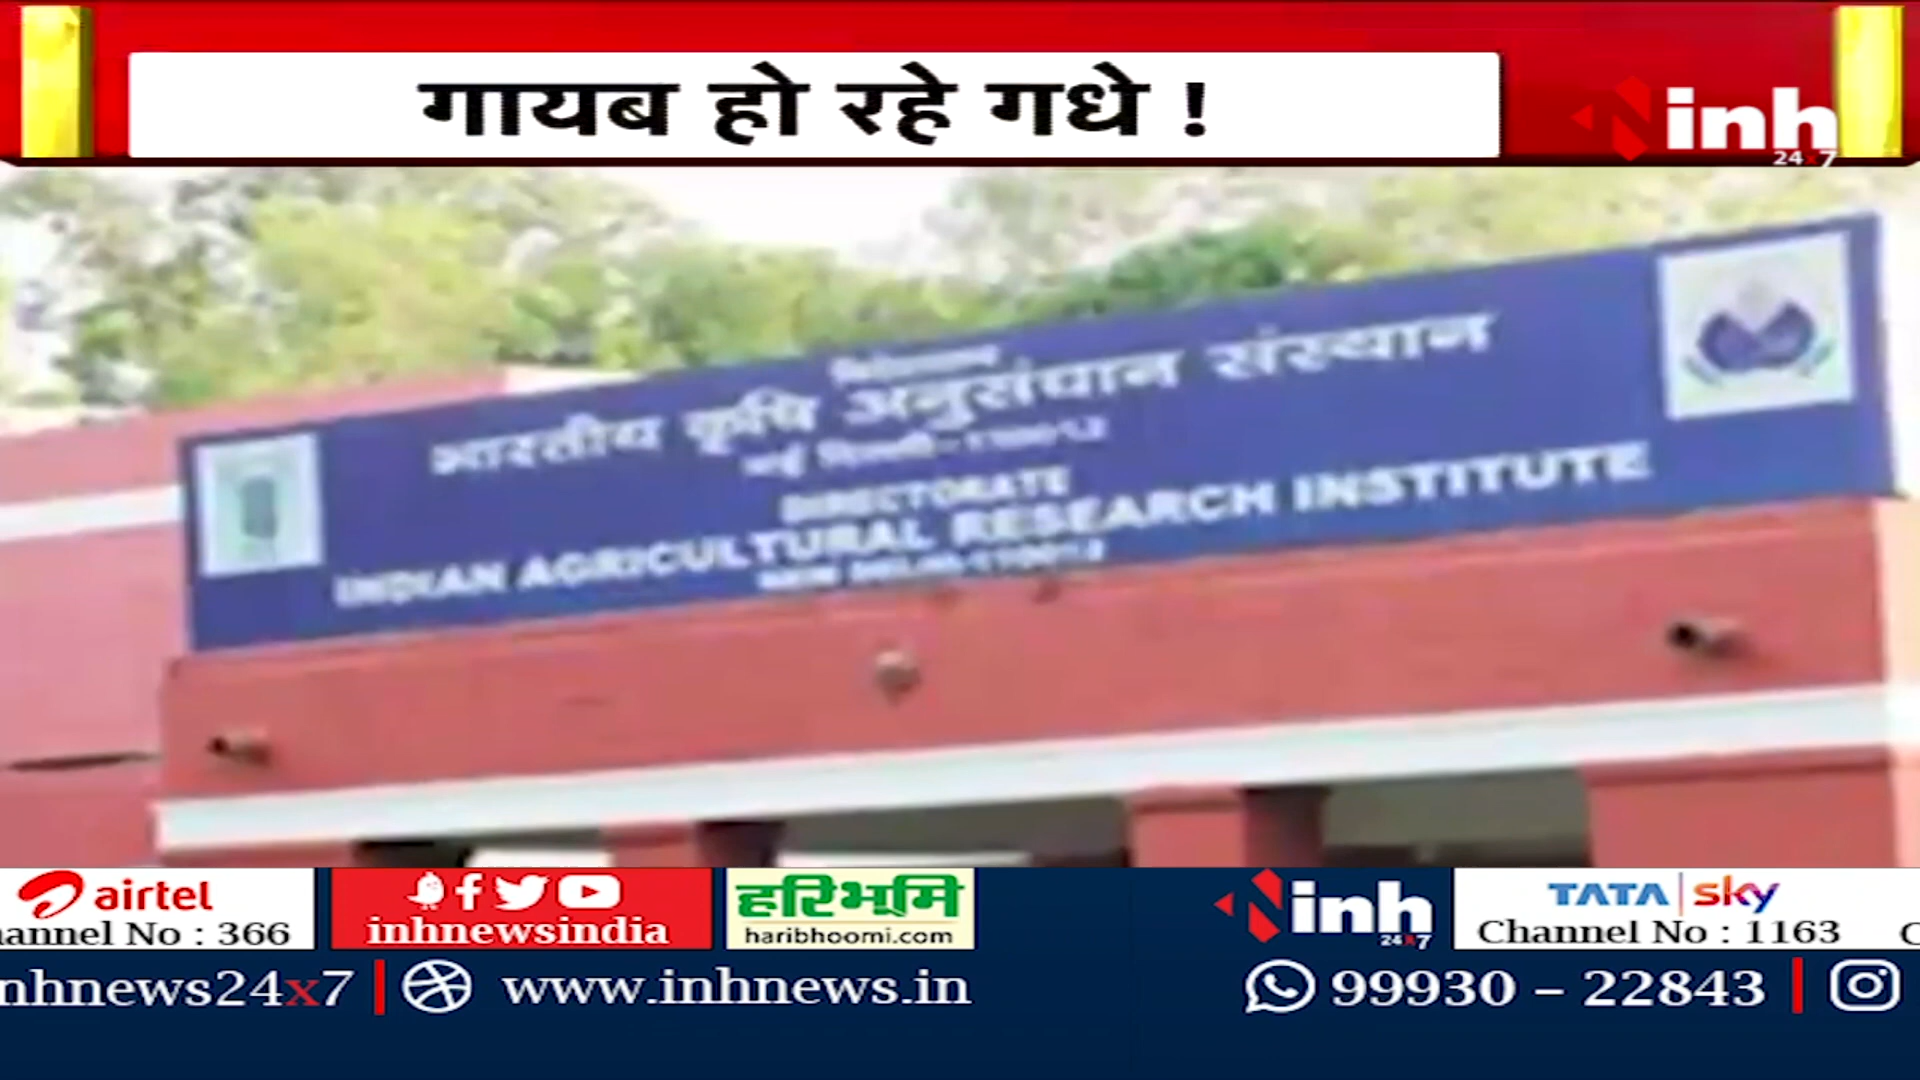 गायब हो रहे गधे !
inh
24x7
भारतीय कृषि अनुसंधान संस्थान
DIRECTORATE
INDIAN AGRICULTURAL RESEARCH INSTITUTE
airtel
annel No : 366
inhnewsindia
हरिभूमि
haribhoomi.com
inh
24x7
TATA sky
Channel No : 1163
C
nhnews24x7
www.inhnews.in
99930 – 22843